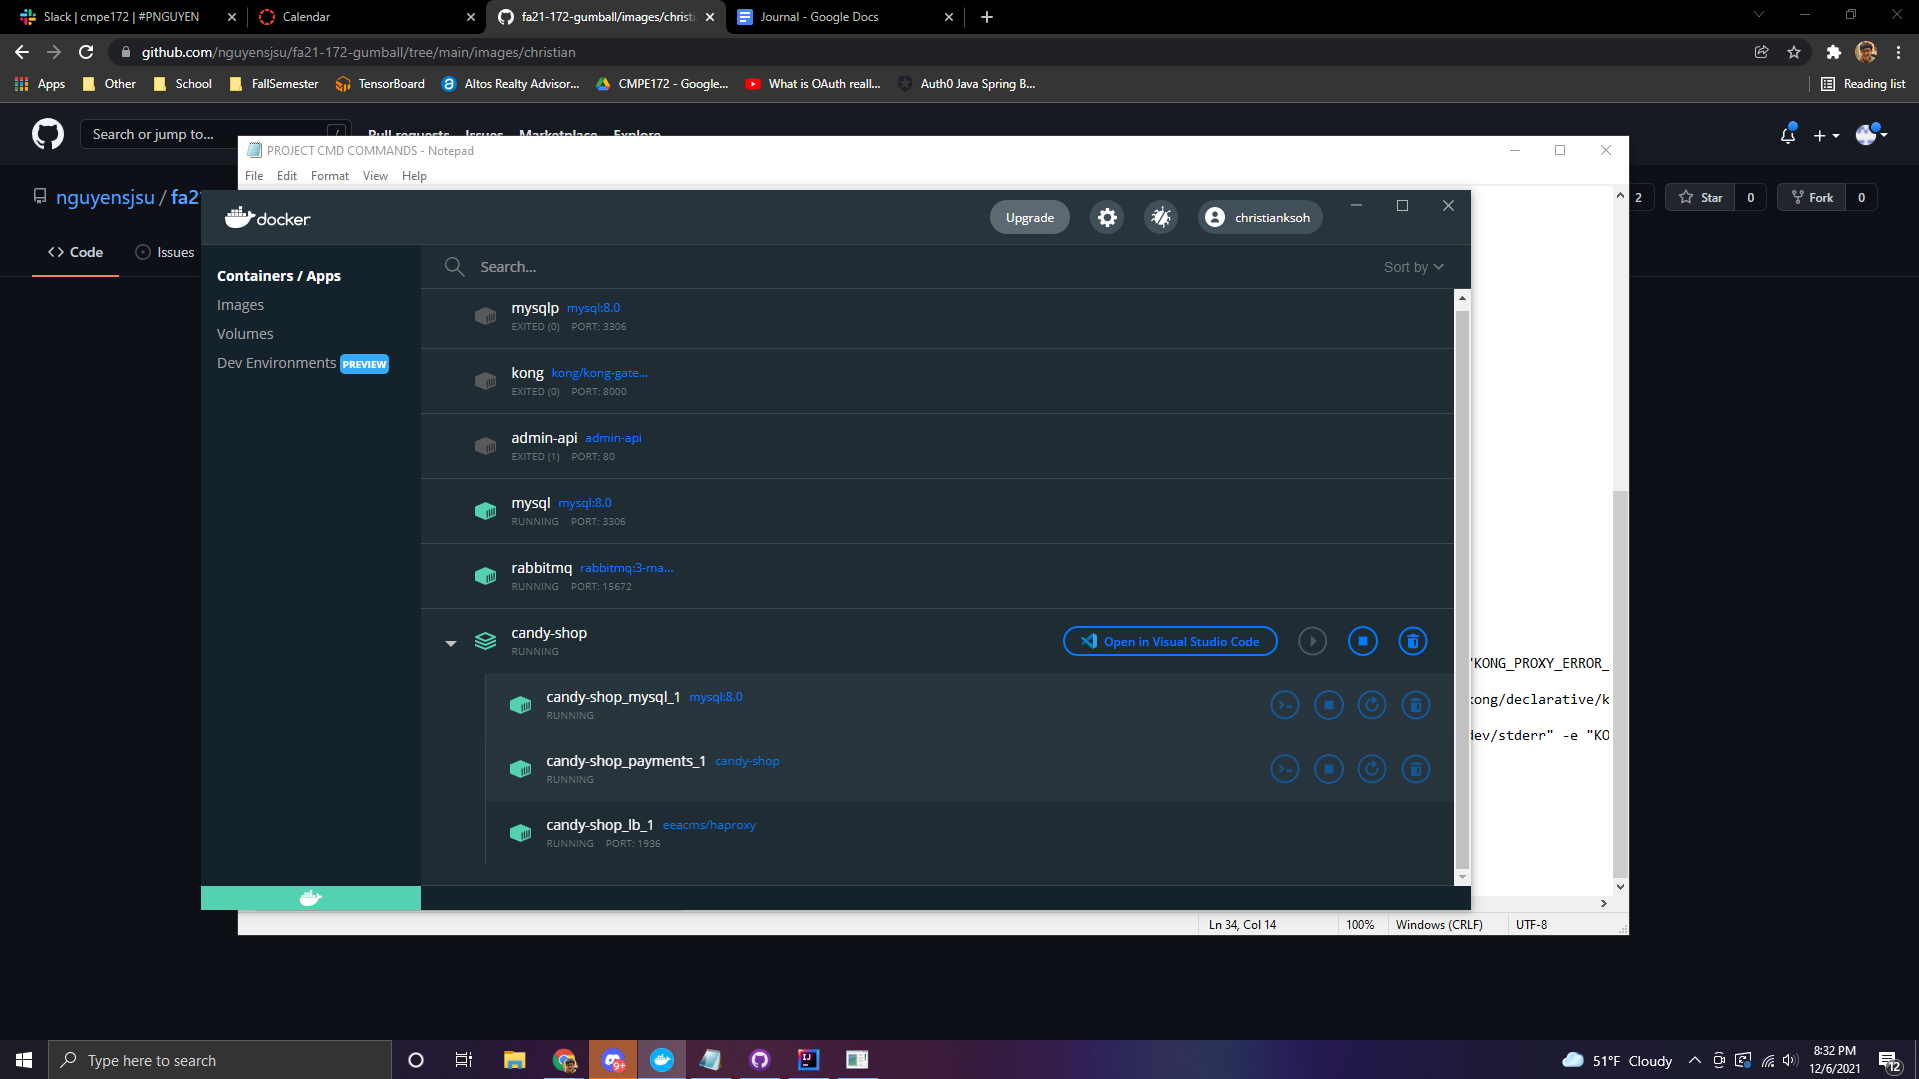 Slack | cmpe172 | #PNGUYEN
Calendar
fa21-172-gumball/images/christi
Journal - Google Docs
github.com/nguyensjsu/fa21-172-gumball/tree/main/images/christian
Apps
Other
School
FallSemester
TensorBoard
Altos Realty Advisor...
CMPE172 - Google...
What is OAuth reall...
Auth0 Java Spring B...
Reading list
Search or jump to...
/
Pull requests
Issues
Marketplace
Explore
PROJECT CMD COMMANDS - Notepad
File
Edit
Format
View
Help
nguyensjsu / fa2
2
Star
0
Fork
0
Code
Issues
docker
Upgrade
christianksoh
Containers / Apps
Images
Volumes
Dev Environments PREVIEW
Search...
Sort by
mysqlp mysql:8.0
EXITED (0) PORT: 3306
kong kong/kong-gate...
EXITED (0) PORT: 8000
admin-api admin-api
EXITED (1) PORT: 80
mysql mysql:8.0
RUNNING PORT: 3306
rabbitmq rabbitmq:3-ma...
RUNNING PORT: 15672
candy-shop
RUNNING
Open in Visual Studio Code
candy-shop_mysql_1 mysql:8.0
RUNNING
candy-shop_payments_1 candy-shop
RUNNING
candy-shop_lb_1 eeacms/haproxy
RUNNING PORT: 1936
"KONG_PROXY_ERROR_
kong/declarative/k
dev/stderr" -e "KO
Ln 34, Col 14
100%
Windows (CRLF)
UTF-8
Type here to search
9+
51°F Cloudy
8:32 PM
12/6/2021
12